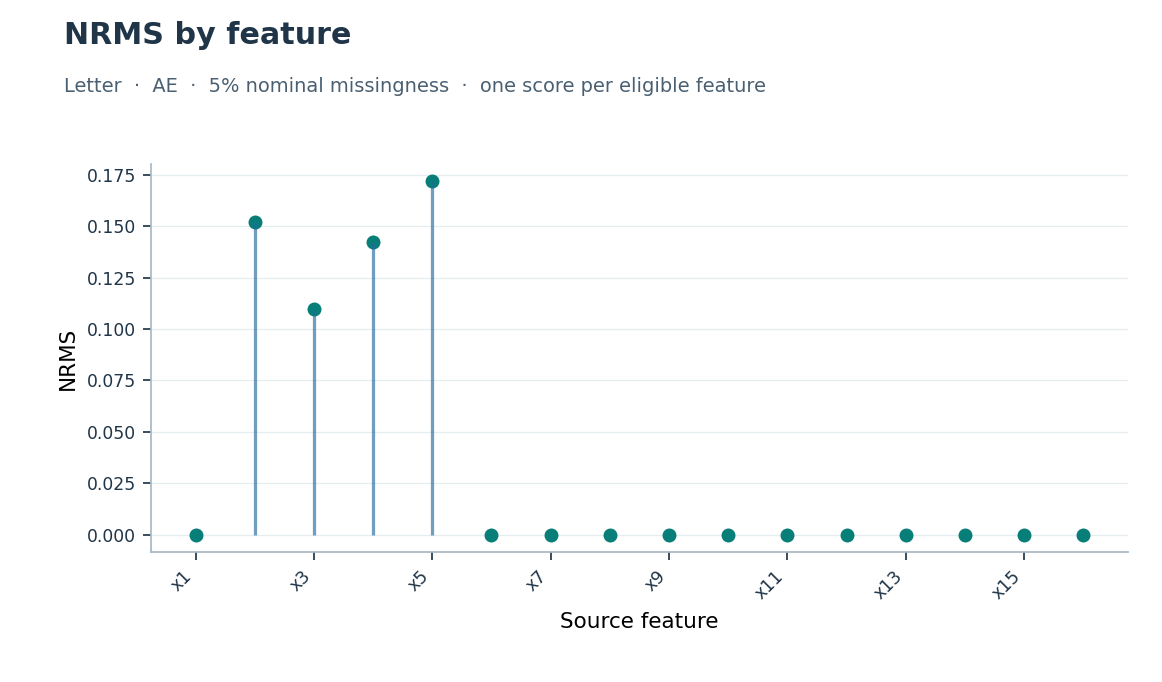 NRMS by feature
Letter · AE · 5% nominal missingness · one score per eligible feature
0.175
0.150
0.125
0.100
0.075
0.050
0.025
0.000
NRMS
x1 x3 x5 x7 x9 x11 x13 x15
Source feature